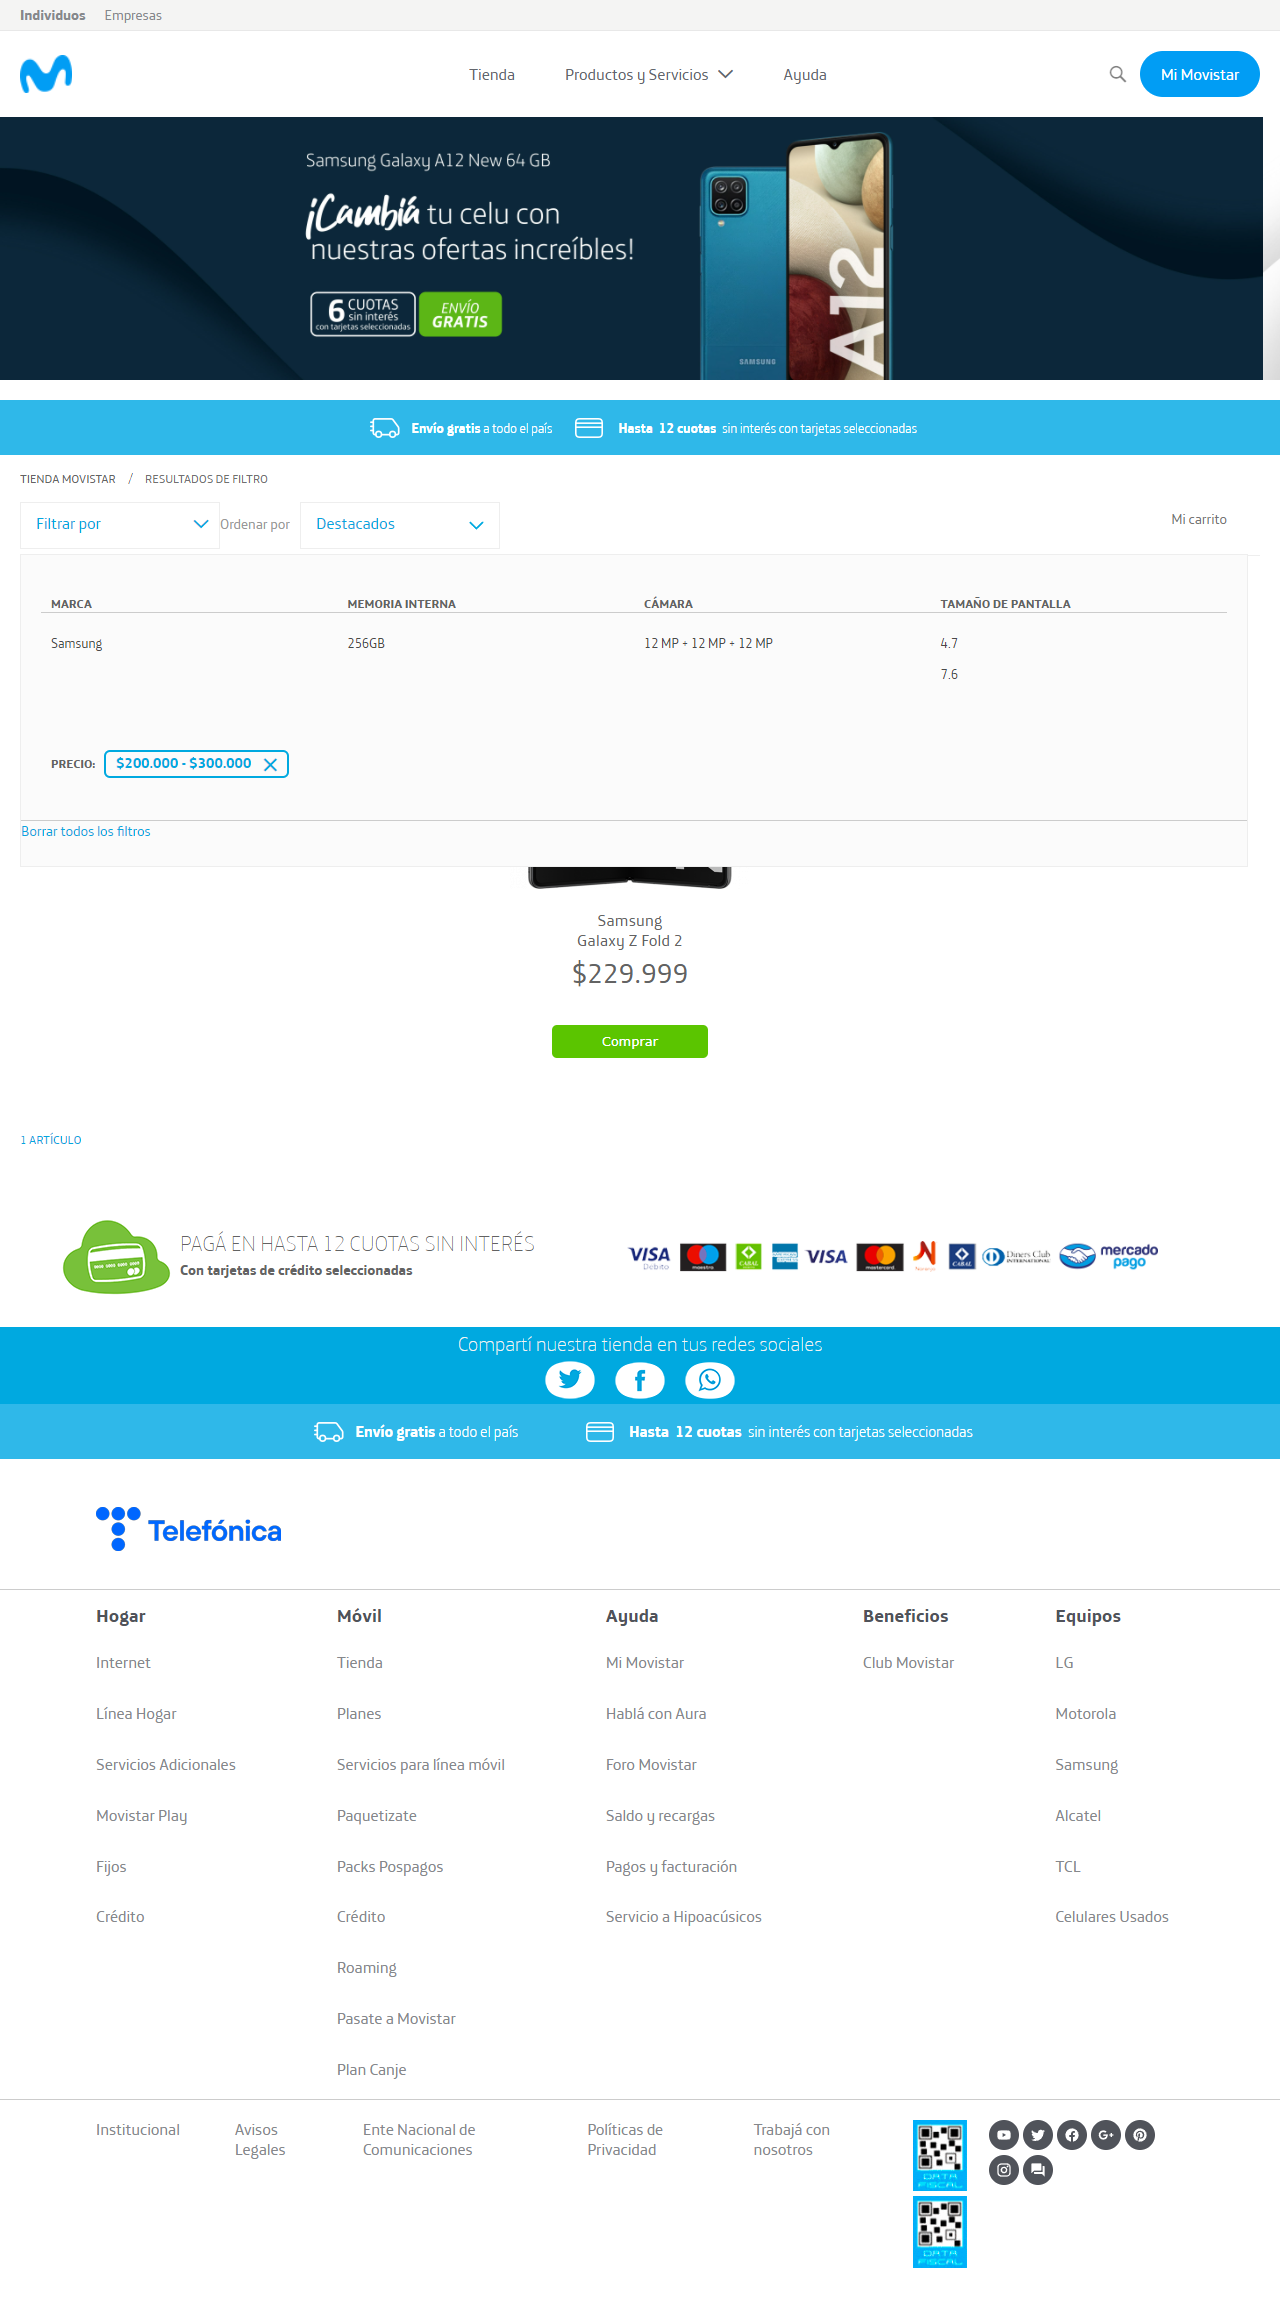 Individuos Empresas
Tienda Productos y Servicios Ayuda Mi Movistar
Samsung Galaxy A12 New 64 GB
¡Cambiá tu celu con
nuestras ofertas increíbles!
6 CUOTAS
sin interés
con tarjetas seleccionadas
ENVÍO
GRATIS
A12
SAMSUNG
Envío gratis a todo el país Hasta 12 cuotas sin interés con tarjetas seleccionadas
TIENDA MOVISTAR / RESULTADOS DE FILTRO
Filtrar por Ordenar por Destacados Mi carrito
MARCA MEMORIA INTERNA CÁMARA TAMAÑO DE PANTALLA
Samsung 256GB 12 MP + 12 MP + 12 MP 4.7
7.6
PRECIO: $200.000 - $300.000
Borrar todos los filtros
Samsung
Galaxy Z Fold 2
$229.999
Comprar
1 ARTÍCULO
PAGÁ EN HASTA 12 CUOTAS SIN INTERÉS
Con tarjetas de crédito seleccionadas
VISA Débito maestro CABAL VISA mastercard Naranja CABAL Diners Club INTERNATIONAL mercado pago
Compartí nuestra tienda en tus redes sociales
Envío gratis a todo el país Hasta 12 cuotas sin interés con tarjetas seleccionadas
Telefónica
Hogar Móvil Ayuda Beneficios Equipos
Internet Tienda Mi Movistar Club Movistar LG
Línea Hogar Planes Hablá con Aura Motorola
Servicios Adicionales Servicios para línea móvil Foro Movistar Samsung
Movistar Play Paquetizate Saldo y recargas Alcatel
Fijos Packs Pospagos Pagos y facturación TCL
Crédito Crédito Servicio a Hipoacúsicos Celulares Usados
Roaming
Pasate a Movistar
Plan Canje
Institucional Avisos Ente Nacional de Políticas de Trabajá con
Legales Comunicaciones Privacidad nosotros
DATA FISCAL
DATA FISCAL